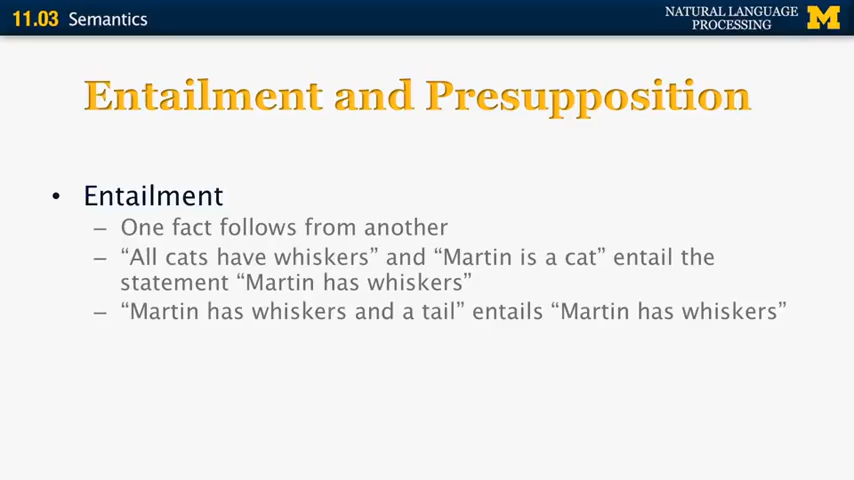 11.03 Semantics
NATURAL LANGUAGE
PROCESSING
M
Entailment and Presupposition
• Entailment
– One fact follows from another
– “All cats have whiskers” and “Martin is a cat” entail the
statement “Martin has whiskers”
– “Martin has whiskers and a tail” entails “Martin has whiskers”